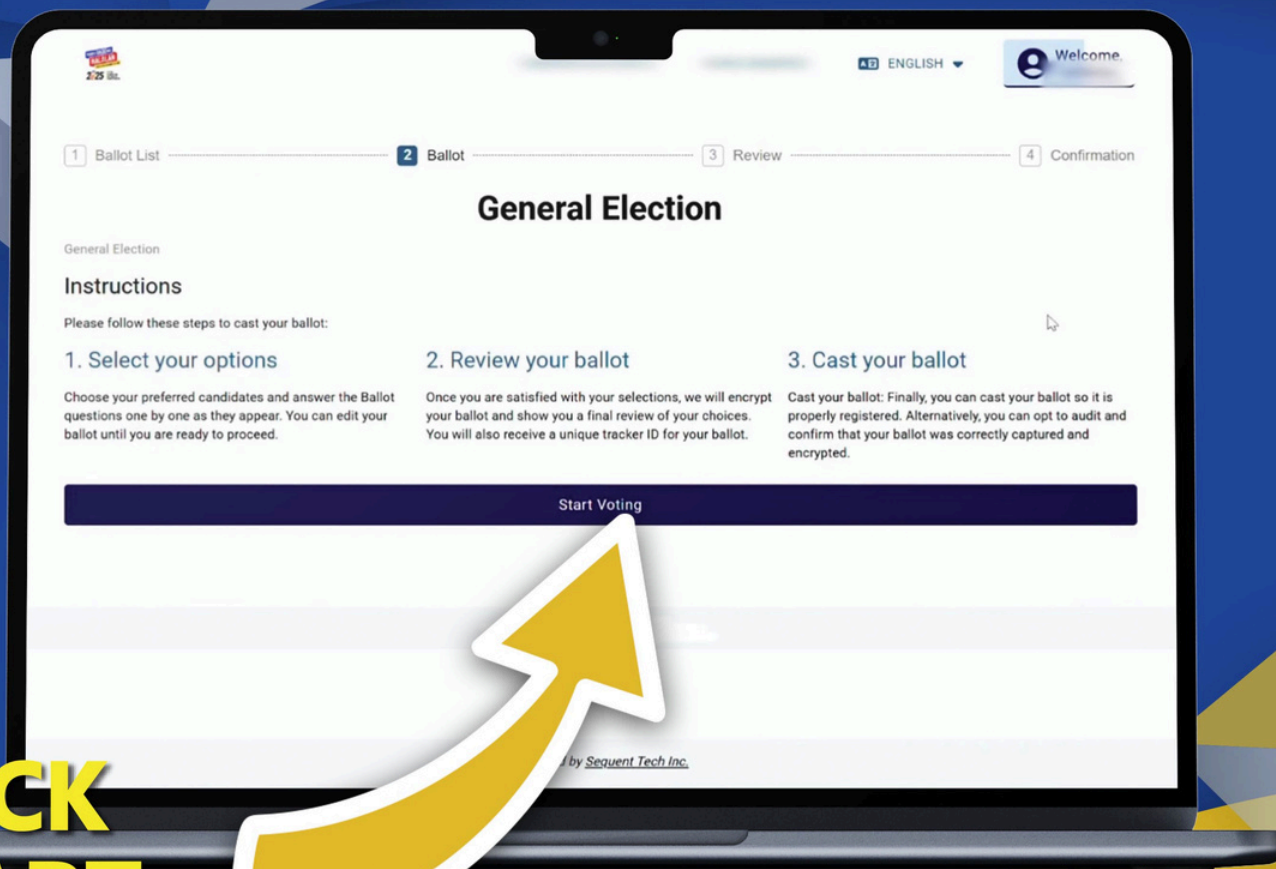 2025
ENGLISH
Welcome,
1 Ballot List
2 Ballot
3 Review
4 Confirmation
General Election
General Election
Instructions
Please follow these steps to cast your ballot:
1. Select your options
Choose your preferred candidates and answer the Ballot
questions one by one as they appear. You can edit your
ballot until you are ready to proceed.
2. Review your ballot
Once you are satisfied with your selections, we will encrypt
your ballot and show you a final review of your choices.
You will also receive a unique tracker ID for your ballot.
3. Cast your ballot
Cast your ballot: Finally, you can cast your ballot so it is
properly registered. Alternatively, you can opt to audit and
confirm that your ballot was correctly captured and
encrypted.
Start Voting
by Sequent Tech Inc.
CK